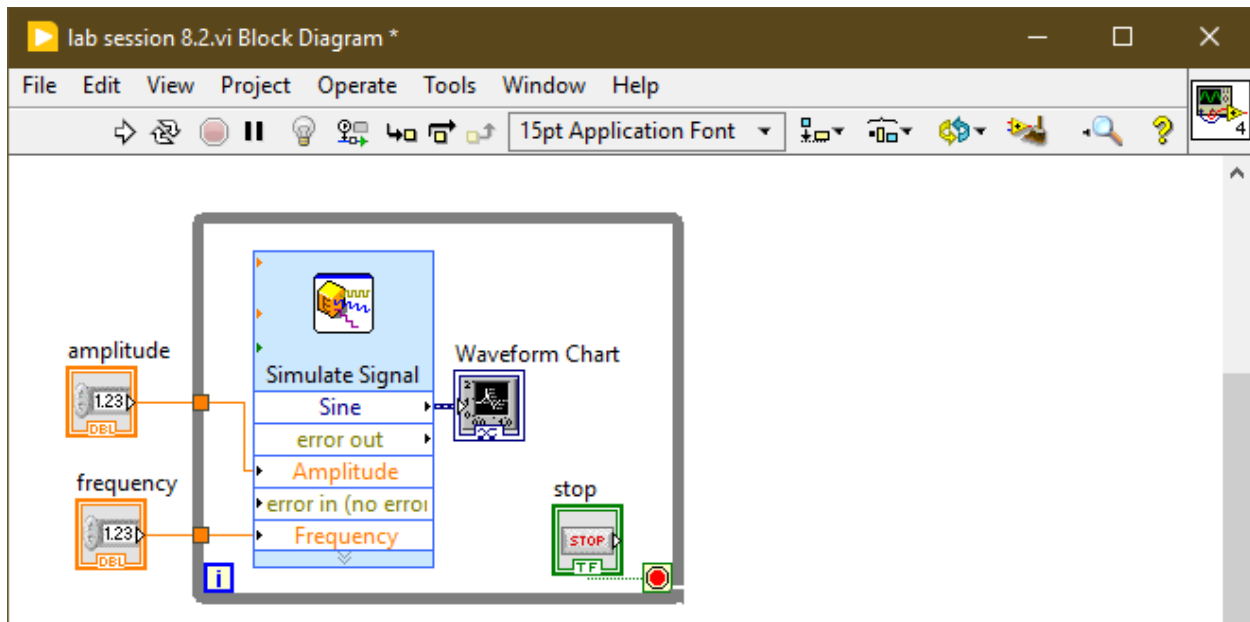 lab session 8.2.vi Block Diagram *
File Edit View Project Operate Tools Window Help
15pt Application Font
4
amplitude
1.23
DBL
Simulate Signal
Sine
error out
Amplitude
error in (no erro
Frequency
Waveform Chart
frequency
1.23
DBL
stop
STOP
TF
i